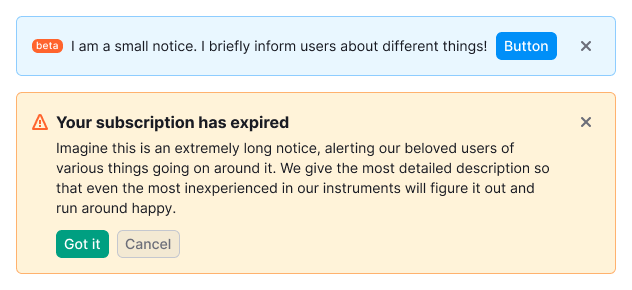 beta I am a small notice. I briefly inform users about different things! Button
Your subscription has expired
Imagine this is an extremely long notice, alerting our beloved users of
various things going on around it. We give the most detailed description so
that even the most inexperienced in our instruments will figure it out and
run around happy.
Got it Cancel